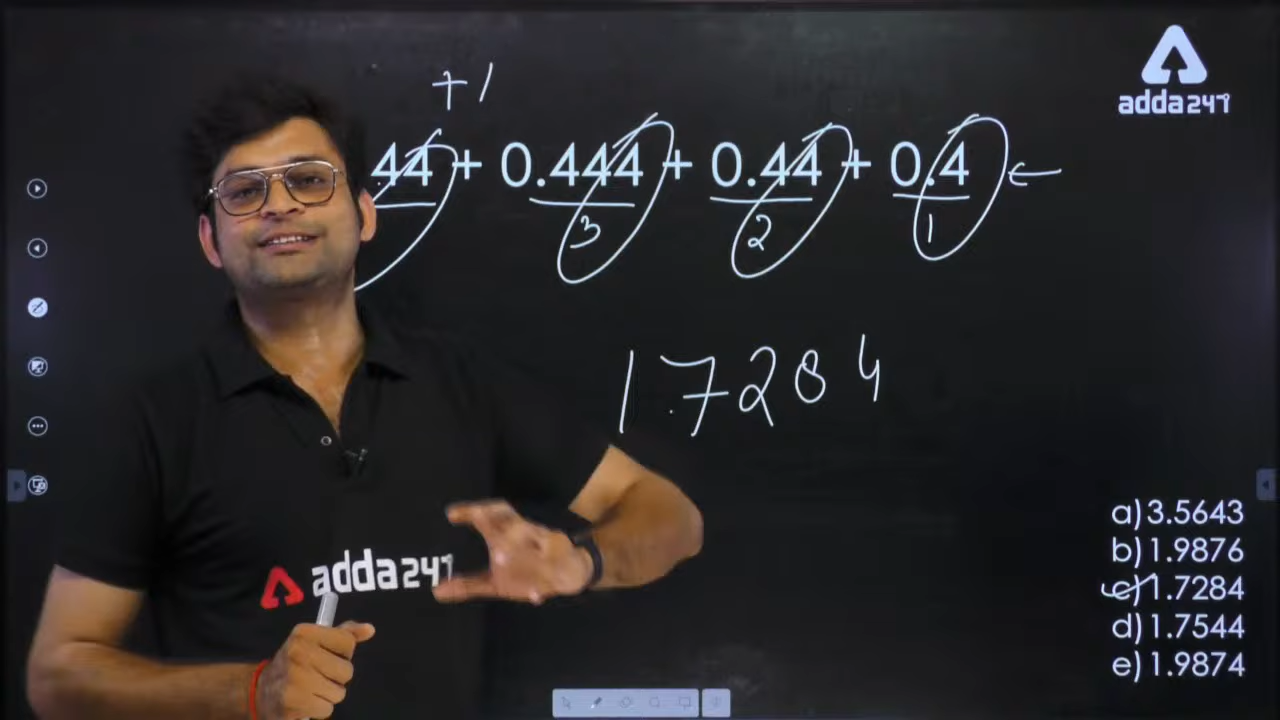 adda247
+1
44 + 0.444 + 0.44 + 0.4
3 2 1
1.7284
adda247
a) 3.5643
b) 1.9876
c) 1.7284
d) 1.7544
e) 1.9874